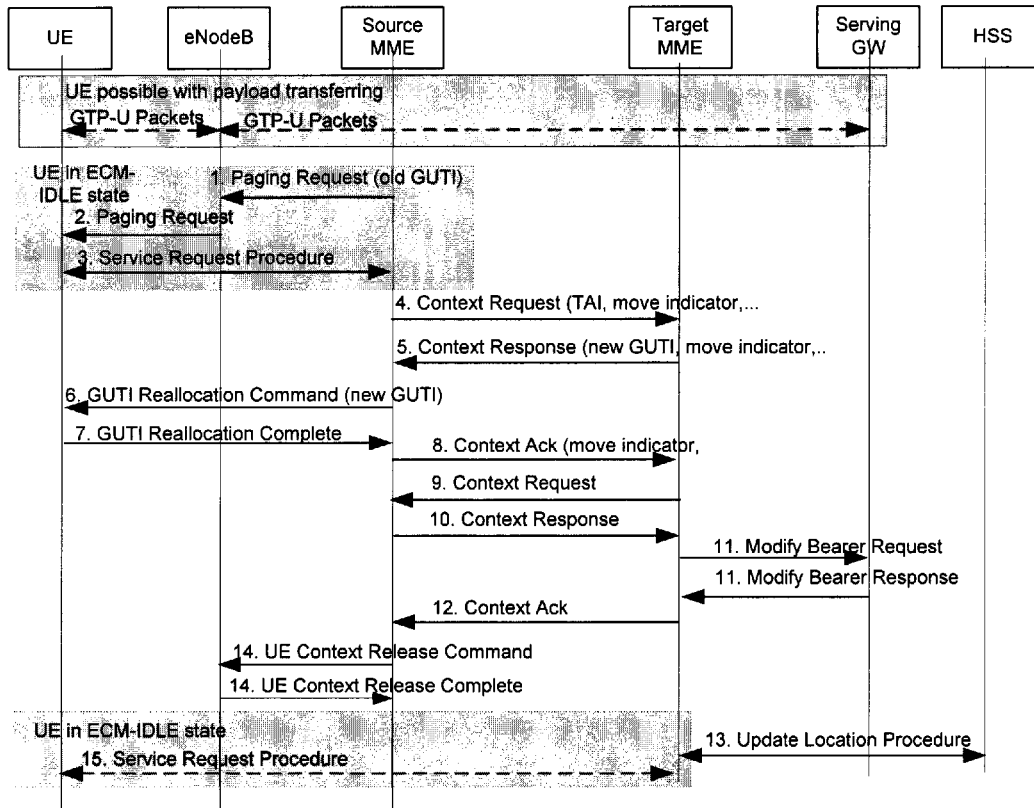 UE
eNodeB
Source
MME
Target
MME
Serving
GW
HSS
UE possible with payload transferring
GTP-U Packets
GTP-U Packets
UE in ECM-
IDLE state
1. Paging Request (old GUTI)
2. Paging Request
3. Service Request Procedure
4. Context Request (TAI, move indicator,...
5. Context Response (new GUTI, move indicator,..
6. GUTI Reallocation Command (new GUTI)
7. GUTI Reallocation Complete
8. Context Ack (move indicator,
9. Context Request
10. Context Response
11. Modify Bearer Request
11. Modify Bearer Response
12. Context Ack
14. UE Context Release Command
14. UE Context Release Complete
UE in ECM-IDLE state
13. Update Location Procedure
15. Service Request Procedure